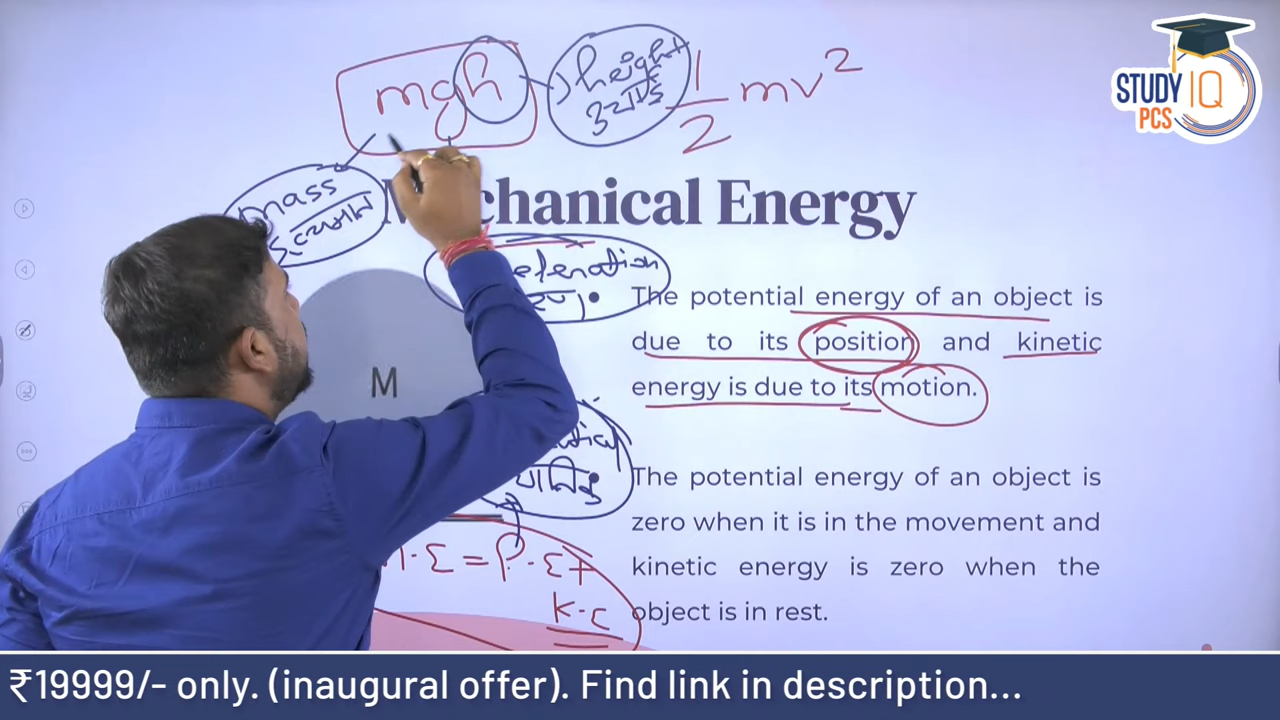 mgh
height
1/2 mv²
STUDY IQ
PCS
mass
Mechanical Energy
The potential energy of an object is
due to its position and kinetic
energy is due to its motion.
M
The potential energy of an object is
zero when it is in the movement and
kinetic energy is zero when the
object is in rest.
M·E = P·E +
K·E
₹19999/- only. (inaugural offer). Find link in description...